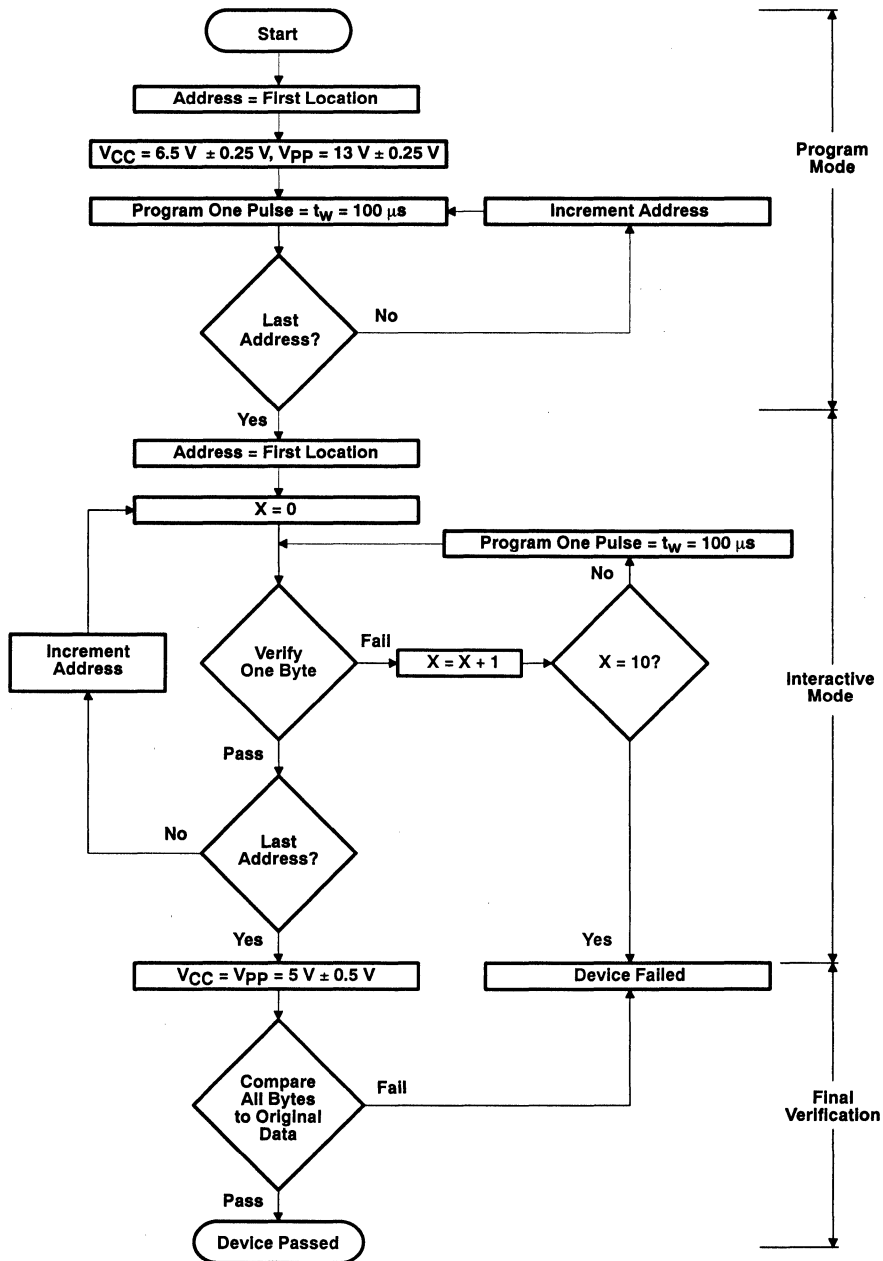 Start
Address = First Location
VCC = 6.5 V ± 0.25 V, VPP = 13 V ± 0.25 V
Program
Mode
Program One Pulse = tw = 100 µs
Increment Address
Last
Address?
No
Yes
Address = First Location
X = 0
Program One Pulse = tw = 100 µs
No
Increment
Address
Verify
One Byte
Fail
X = X + 1
X = 10?
Interactive
Mode
Pass
No
Last
Address?
Yes
Yes
VCC = VPP = 5 V ± 0.5 V
Device Failed
Compare
All Bytes
to Original
Data
Fail
Final
Verification
Pass
Device Passed